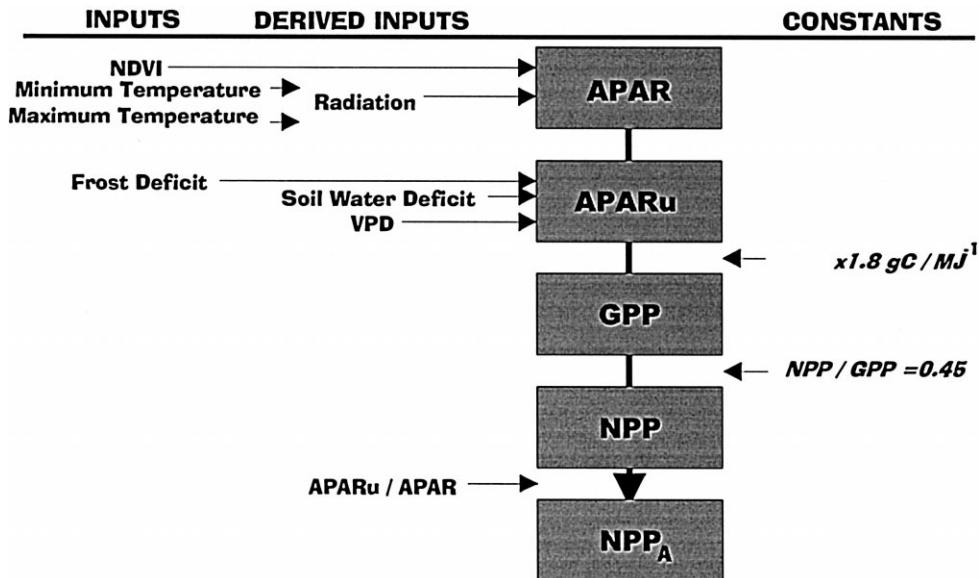 INPUTS DERIVED INPUTS CONSTANTS
NDVI
Minimum Temperature
Maximum Temperature
Radiation
APAR
Frost Deficit
Soil Water Deficit
VPD
APARu
x1.8 gC / MJ¹
GPP
NPP / GPP =0.45
NPP
APARu / APAR
NPP_A